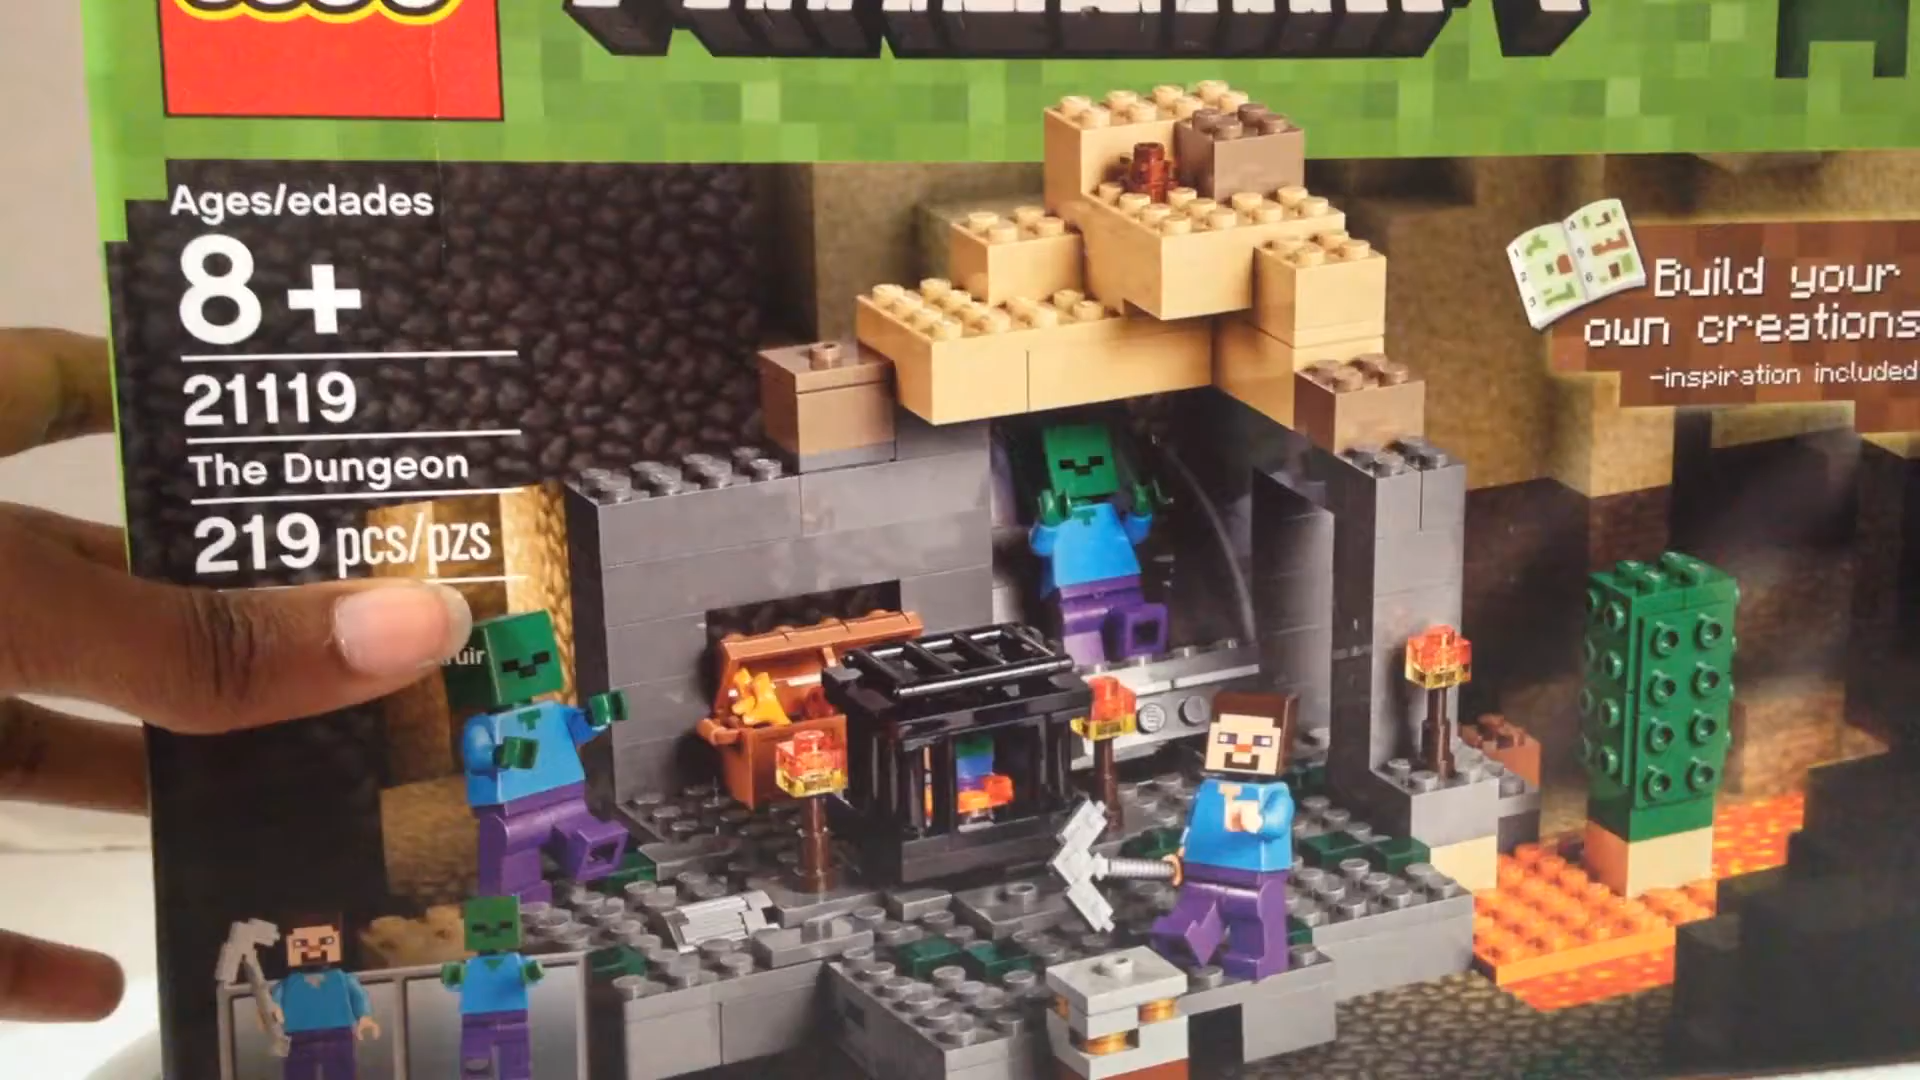 Ages/edades
8+
21119
The Dungeon
219 pcs/pzs
Build your
own creations
-inspiration included